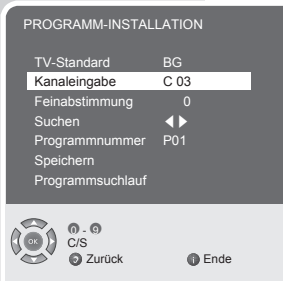 PROGRAMM-INSTALLATION
TV-Standard BG
Kanaleingabe C 03
Feinabstimmung 0
Suchen
Programmnummer P01
Speichern
Programmsuchlauf
0 - 9
OK C/S
Zurück Ende